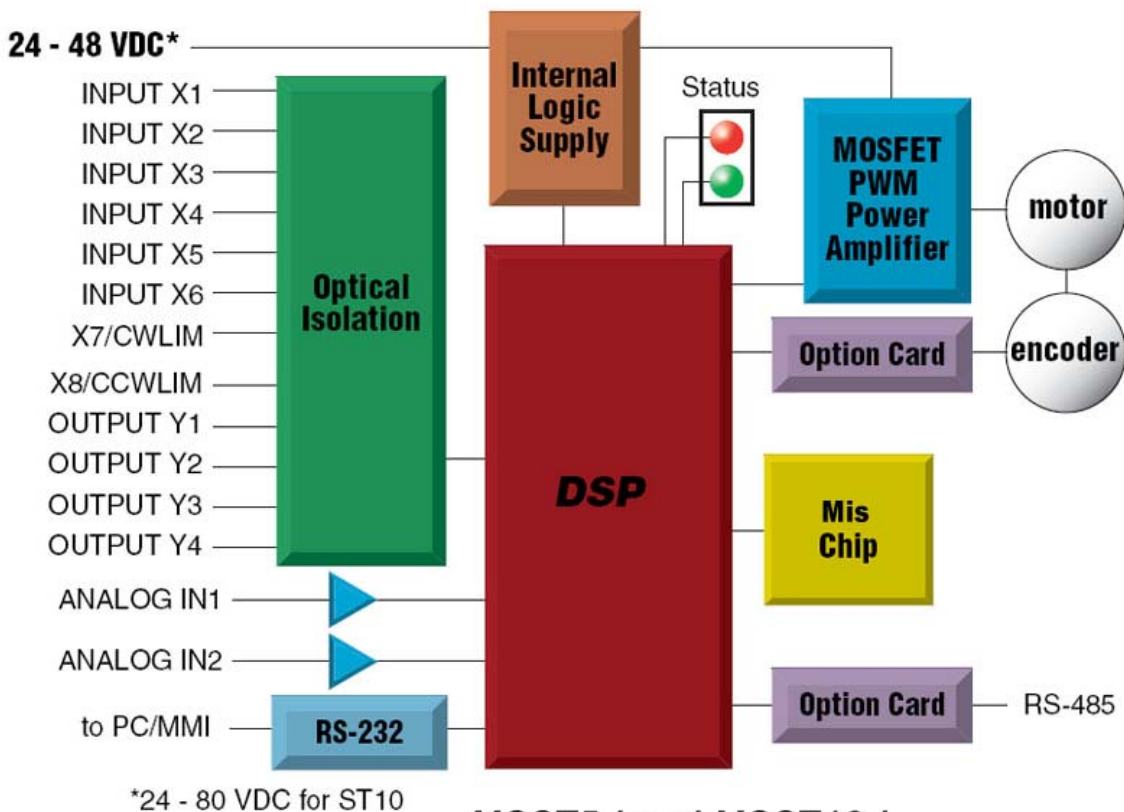 24 - 48 VDC*
INPUT X1
INPUT X2
INPUT X3
INPUT X4
INPUT X5
INPUT X6
X7/CWLIM
X8/CCWLIM
OUTPUT Y1
OUTPUT Y2
OUTPUT Y3
OUTPUT Y4
ANALOG IN1
ANALOG IN2
to PC/MMI
Optical
Isolation
RS-232
Internal
Logic
Supply
Status
DSP
MOSFET
PWM
Power
Amplifier
motor
Option Card
encoder
Mis
Chip
Option Card
RS-485
*24 - 80 VDC for ST10